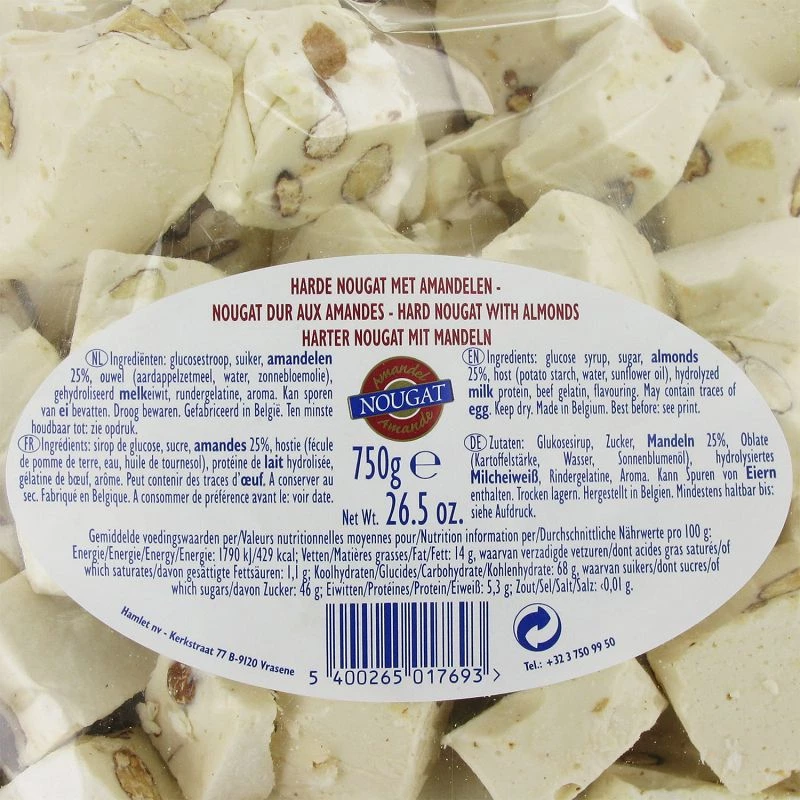 HARDE NOUGAT MET AMANDELEN -
NOUGAT DUR AUX AMANDES - HARD NOUGAT WITH ALMONDS
HARTER NOUGAT MIT MANDELN
NL Ingrediënten: glucosestroop, suiker, amandelen
25%, ouwel (aardappelzetmeel, water, zonnebloemolie),
gehydroliseerd melkeiwit, rundergelatine, aroma. Kan sporen
van ei bevatten. Droog bewaren. Gefabriceerd in België. Ten minste
houdbaar tot: zie opdruk.
FR Ingrédients: sirop de glucose, sucre, amandes 25%, hostie (fécule
de pomme de terre, eau, huile de tournesol), protéine de lait hydrolisée,
gélatine de bœuf, arôme. Peut contenir des traces d'œuf. A conserver au
sec. Fabriqué en Belgique. A consommer de préférence avant le: voir date.
Amandel
NOUGAT
Amande
750g e
Net Wt. 26.5 oz.
EN Ingredients: glucose syrup, sugar, almonds
25%, host (potato starch, water, sunflower oil), hydrolyzed
milk protein, beef gelatin, flavouring. May contain traces of
egg. Keep dry. Made in Belgium. Best before: see print.
DE Zutaten: Glukosesirup, Zucker, Mandeln 25%, Oblate
(Kartoffelstärke, Wasser, Sonnenblumenöl), hydrolysiertes
Milcheiweiß, Rindergelatine, Aroma. Kann Spuren von Eiern
enthalten. Trocken lagern. Hergestellt in Belgien. Mindestens haltbar bis:
siehe Aufdruck.
Gemiddelde voedingswaarden per/Valeurs nutritionnelles moyennes pour/Nutrition information per/Durchschnittliche Nährwerte pro 100 g:
Energie/Energie/Energy/Energie: 1790 kJ/429 kcal; Vetten/Matières grasses/Fat/Fett: 14 g, waarvan verzadigde vetzuren/dont acides gras saturés/of
which saturates/davon gesättigte Fettsäuren: 1,1 g; Koolhydraten/Glucides/Carbohydrate/Kohlenhydrate: 68 g, waarvan suikers/dont sucres/of
which sugars/davon Zucker: 46 g; Eiwitten/Protéines/Protein/Eiweiß: 5,3 g; Zout/Sel/Salt/Salz: <0,01 g.
Hamlet nv - Kerkstraat 77 B-9120 Vrasene
5 400265 017693 >
Tel.: +32 3 750 99 50